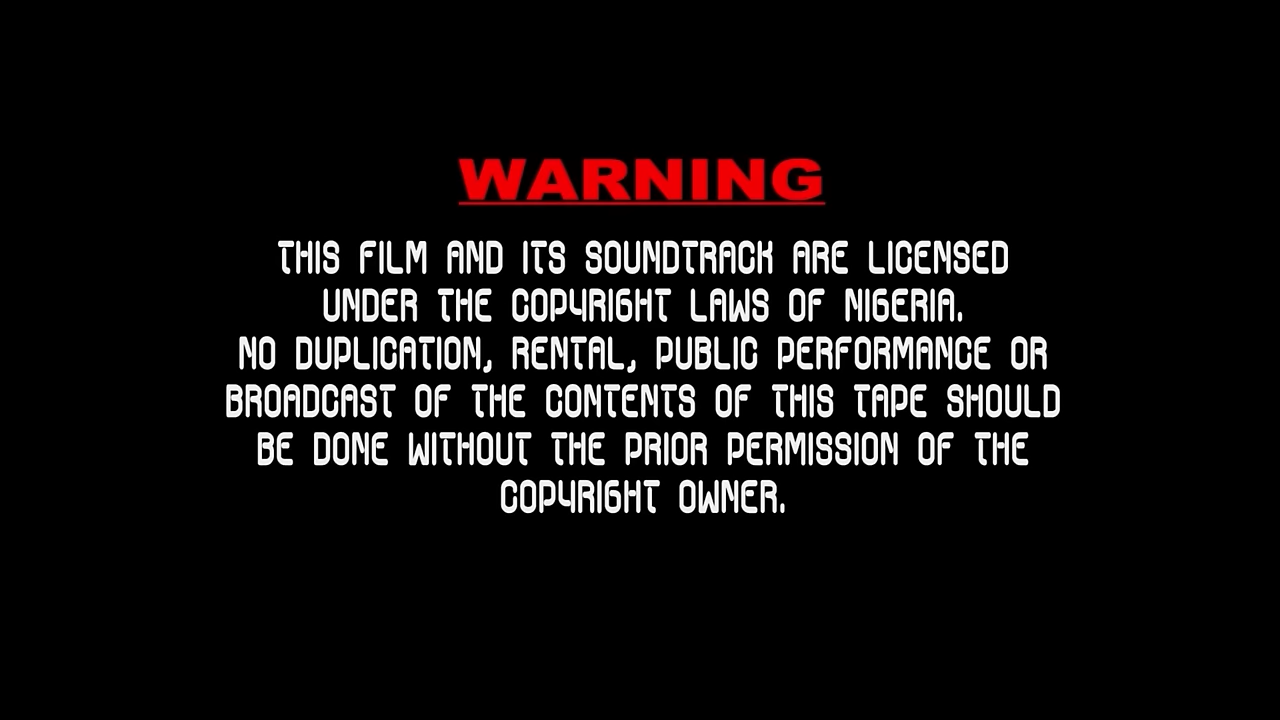 WARNING
THIS FILM AND ITS SOUNDTRACK ARE LICENSED
UNDER THE COPYRIGHT LAWS OF NIGERIA.
NO DUPLICATION, RENTAL, PUBLIC PERFORMANCE OR
BROADCAST OF THE CONTENTS OF THIS TAPE SHOULD
BE DONE WITHOUT THE PRIOR PERMISSION OF THE
COPYRIGHT OWNER.